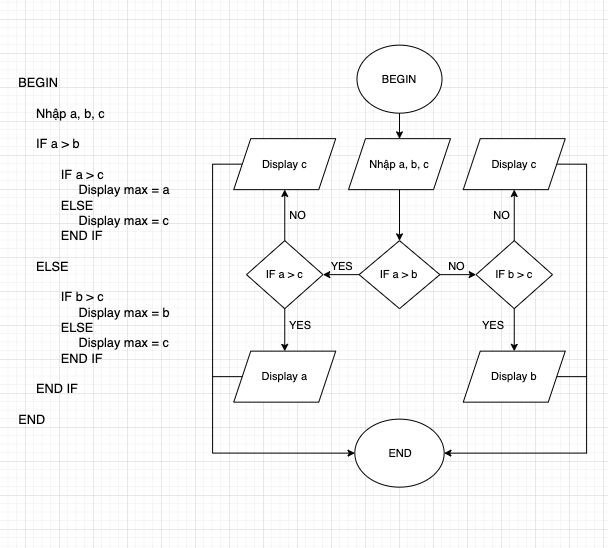 BEGIN
Nhập a, b, c
IF a > b
IF a > c
Display max = a
ELSE
Display max = c
END IF
ELSE
IF b > c
Display max = b
ELSE
Display max = c
END IF
END IF
END
BEGIN
Display c
Nhập a, b, c
Display c
NO
NO
IF a > c
YES
IF a > b
NO
IF b > c
YES
YES
Display a
Display b
END